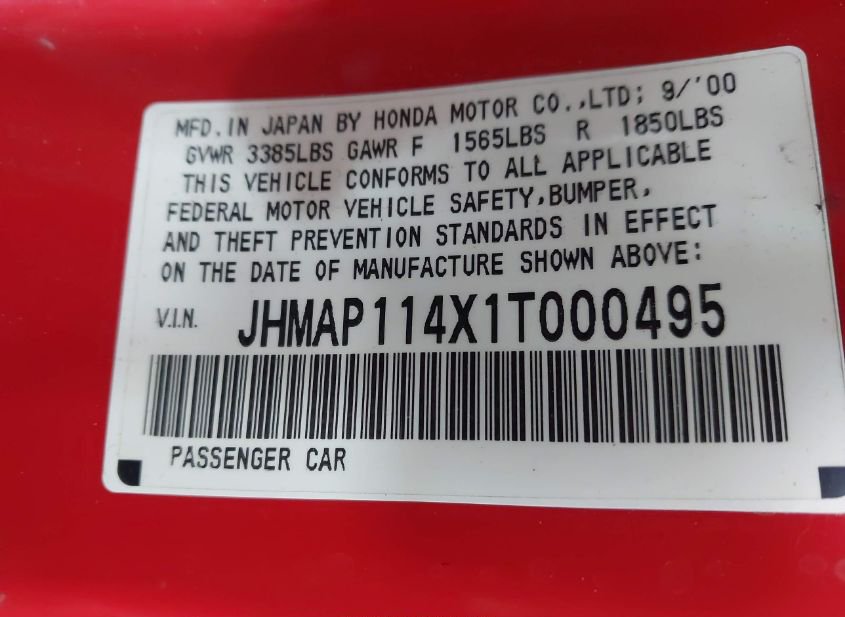 MFD.IN JAPAN BY HONDA MOTOR CO.,LTD; 9/'00
GVWR 3385LBS GAWR F 1565LBS R 1850LBS
THIS VEHICLE CONFORMS TO ALL APPLICABLE
FEDERAL MOTOR VEHICLE SAFETY,BUMPER,
AND THEFT PREVENTION STANDARDS IN EFFECT
ON THE DATE OF MANUFACTURE SHOWN ABOVE:
V.I.N. JHMAP114X1T000495
PASSENGER CAR